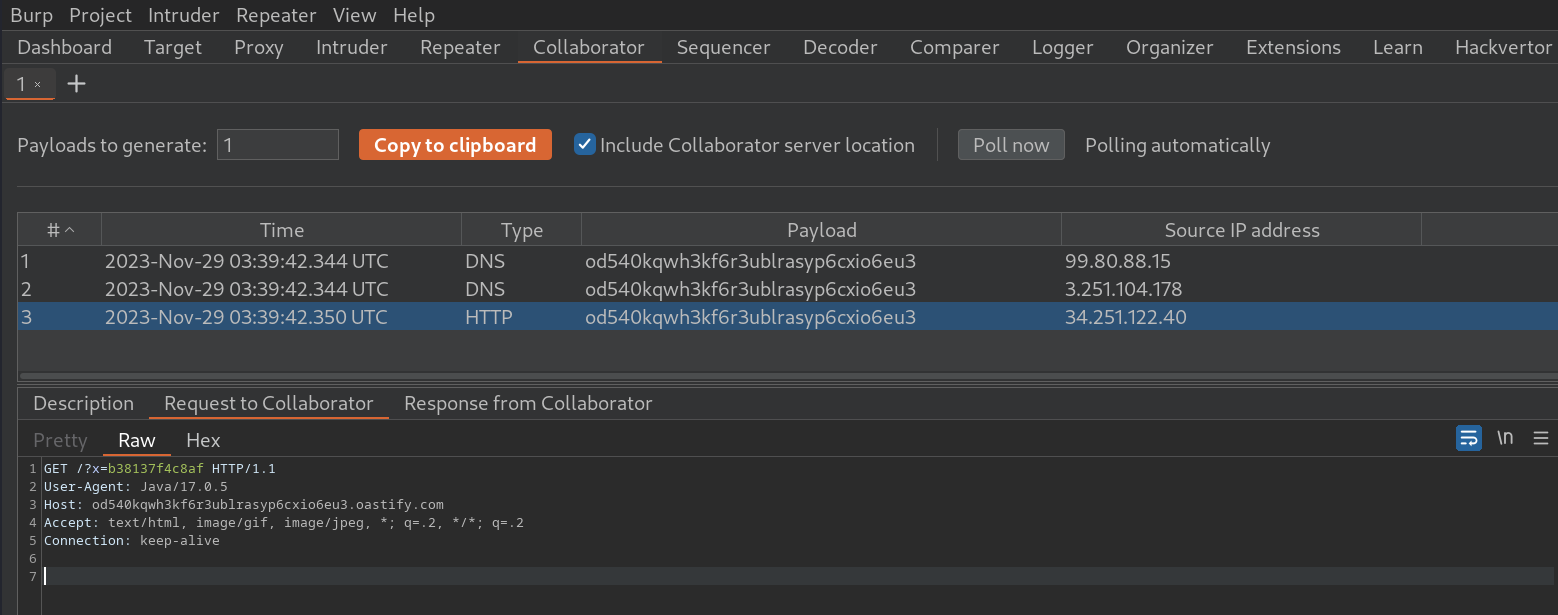 Burp Project Intruder Repeater View Help
Dashboard Target Proxy Intruder Repeater Collaborator Sequencer Decoder Comparer Logger Organizer Extensions Learn Hackvertor
1 × +
Payloads to generate: 1 Copy to clipboard Include Collaborator server location Poll now Polling automatically
# Time Type Payload Source IP address
1 2023-Nov-29 03:39:42.344 UTC DNS od540kqwh3kf6r3ublrasyp6cxio6eu3 99.80.88.15
2 2023-Nov-29 03:39:42.344 UTC DNS od540kqwh3kf6r3ublrasyp6cxio6eu3 3.251.104.178
3 2023-Nov-29 03:39:42.350 UTC HTTP od540kqwh3kf6r3ublrasyp6cxio6eu3 34.251.122.40
Description Request to Collaborator Response from Collaborator
Pretty Raw Hex \n
1 GET /?x=b38137f4c8af HTTP/1.1
2 User-Agent: Java/17.0.5
3 Host: od540kqwh3kf6r3ublrasyp6cxio6eu3.oastify.com
4 Accept: text/html, image/gif, image/jpeg, *; q=.2, */*; q=.2
5 Connection: keep-alive
6
7